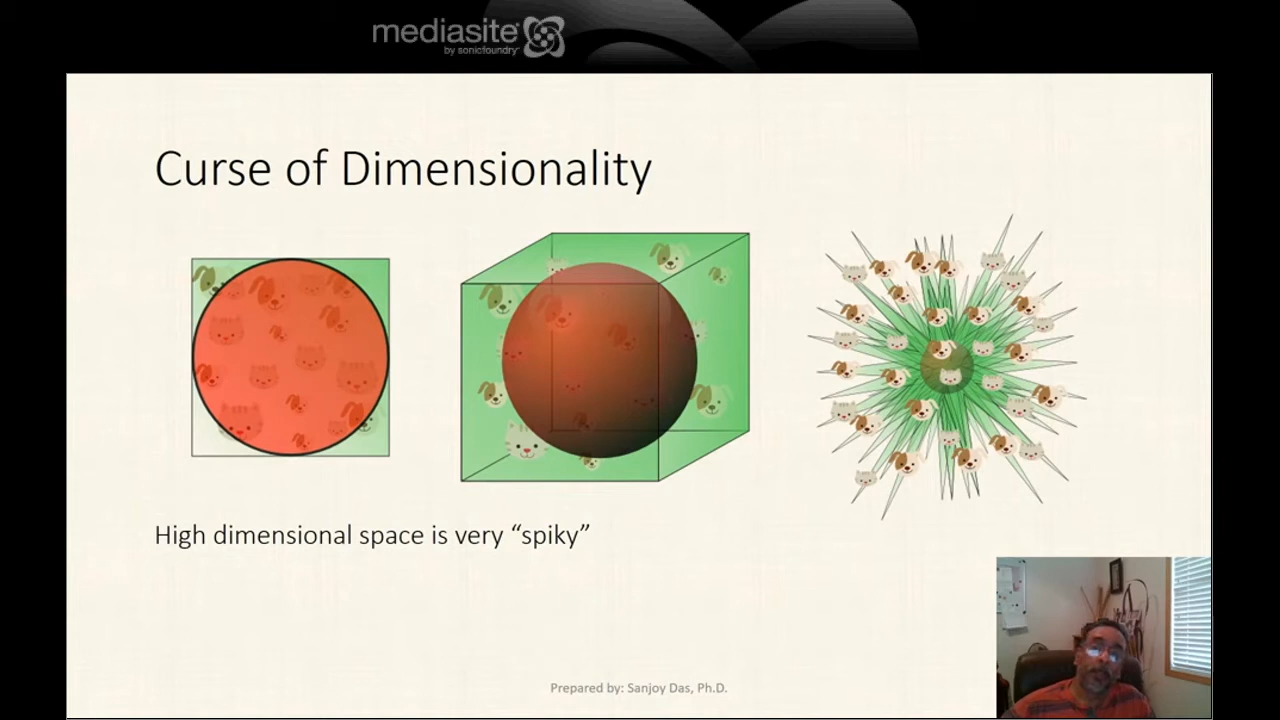 mediasite
by sonicfoundry
Curse of Dimensionality
High dimensional space is very “spiky”
Prepared by: Sanjoy Das, Ph.D.